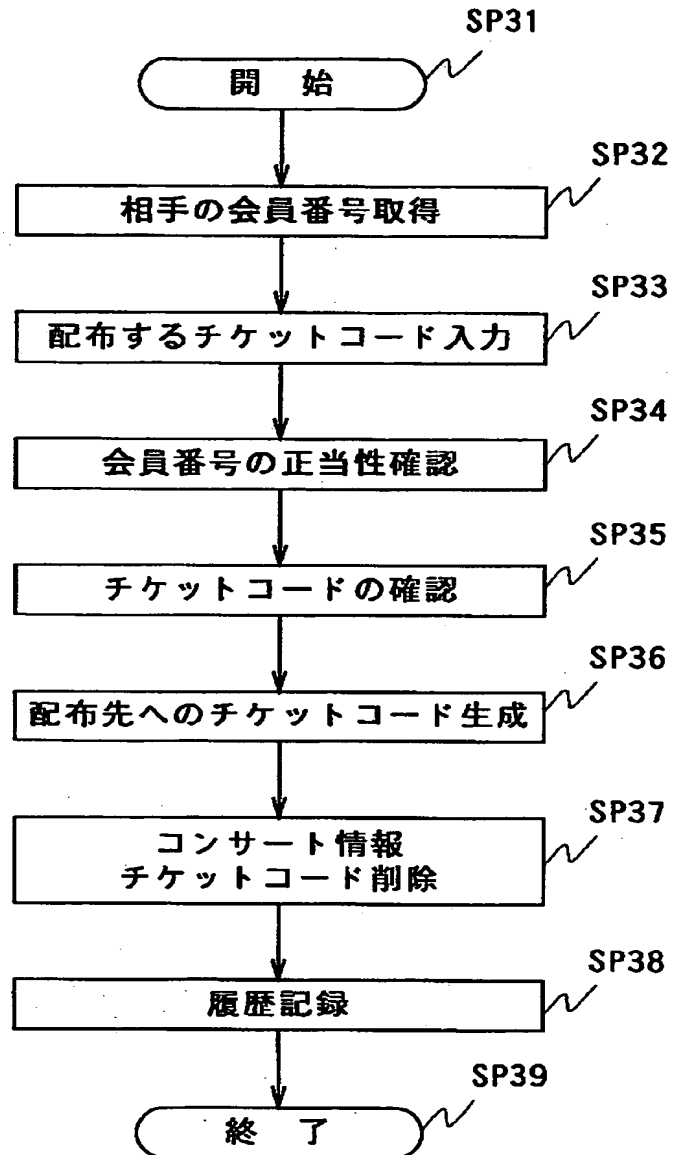 SP31
開 始
SP32
相手の会員番号取得
SP33
配布するチケットコード入力
SP34
会員番号の正当性確認
SP35
チケットコードの確認
SP36
配布先へのチケットコード生成
SP37
コンサート情報
チケットコード削除
SP38
履歴記録
SP39
終 了